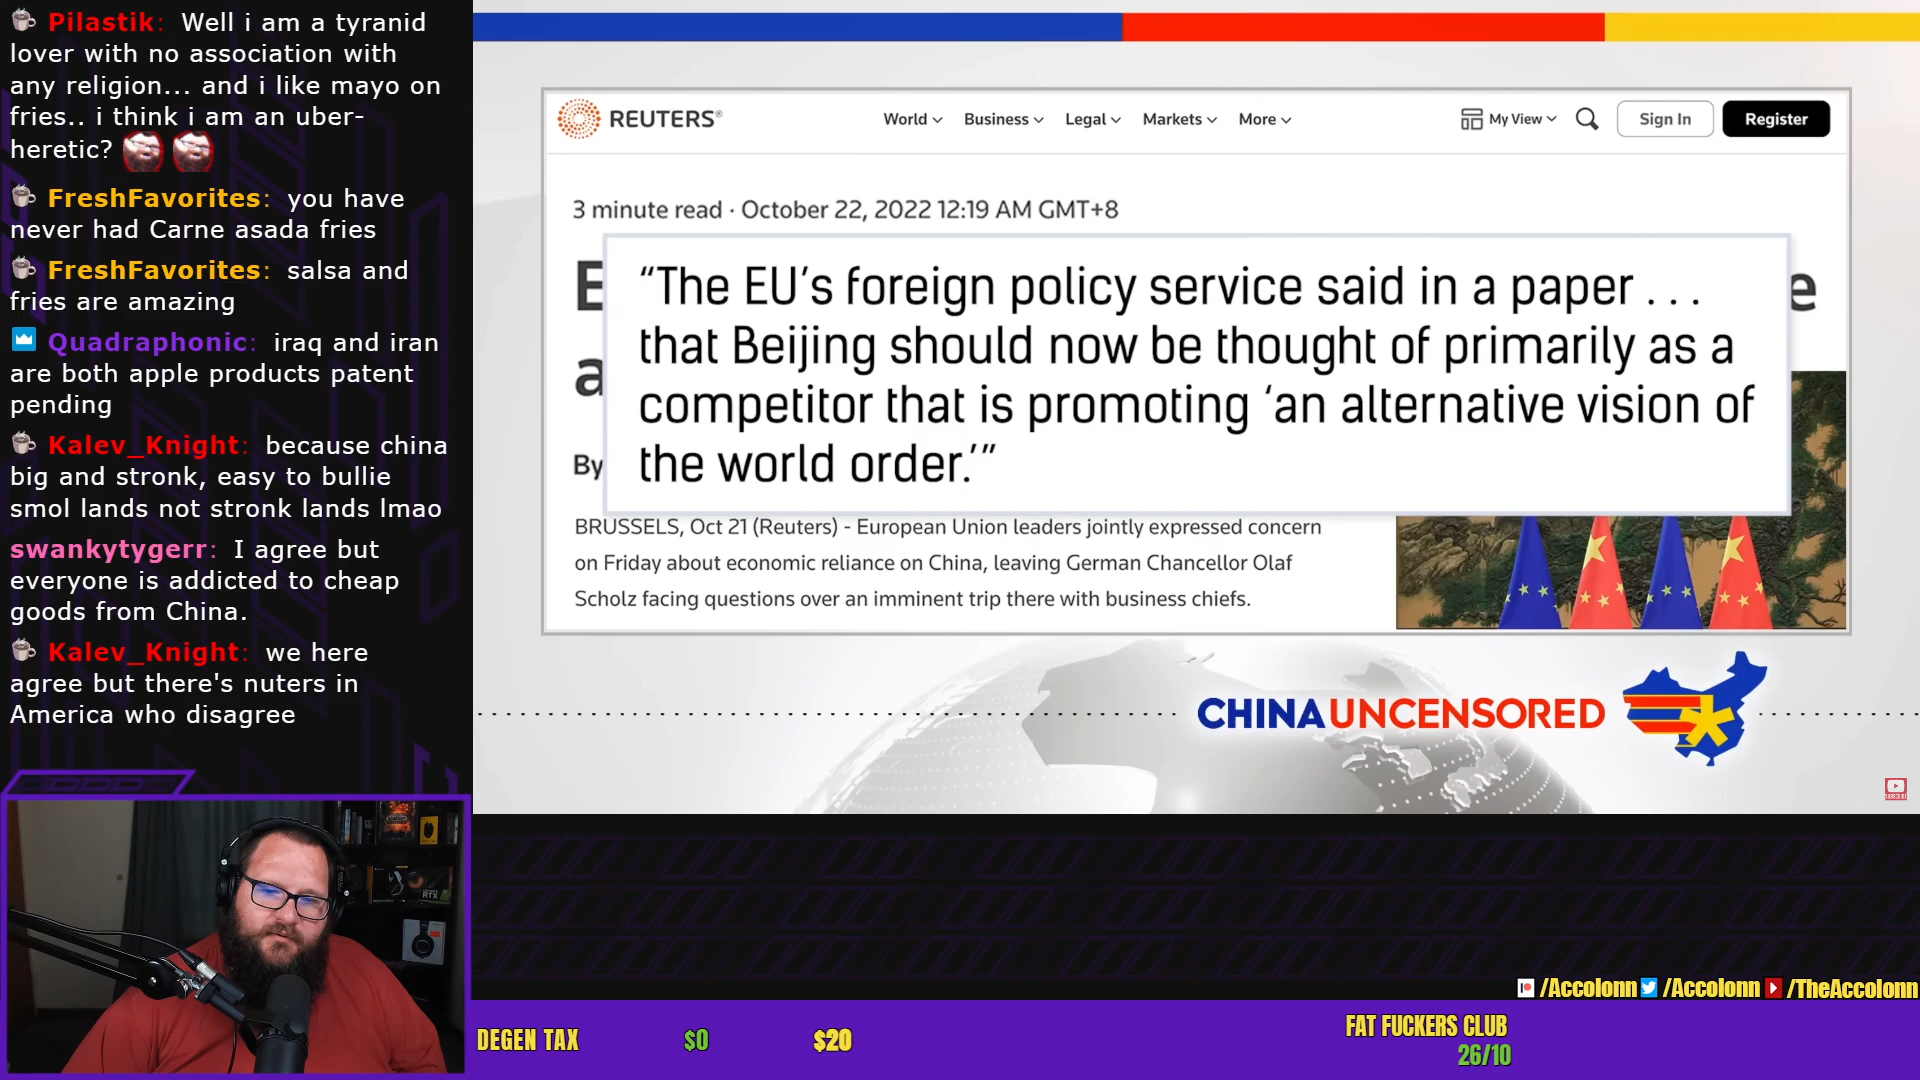 Pilastik: Well i am a tyranid
lover with no association with
any religion... and i like mayo on
fries.. i think i am an uber-
heretic?
FreshFavorites: you have
never had Carne asada fries
FreshFavorites: salsa and
fries are amazing
Quadraphonic: iraq and iran
are both apple products patent
pending
Kalev_Knight: because china
big and stronk, easy to bullie
smol lands not stronk lands lmao
swankytygerr: I agree but
everyone is addicted to cheap
goods from China.
Kalev_Knight: we here
agree but there's nuters in
America who disagree
REUTERS®
World Business Legal Markets More
My View Sign In Register
3 minute read · October 22, 2022 12:19 AM GMT+8
“The EU’s foreign policy service said in a paper . . .
that Beijing should now be thought of primarily as a
competitor that is promoting ‘an alternative vision of
the world order.’”
By
BRUSSELS, Oct 21 (Reuters) - European Union leaders jointly expressed concern
on Friday about economic reliance on China, leaving German Chancellor Olaf
Scholz facing questions over an imminent trip there with business chiefs.
CHINAUNCENSORED
SUBSCRIBE
RTX
/Accolonn /Accolonn /TheAccolonn
DEGEN TAX $0 $20
FAT FUCKERS CLUB
26/10